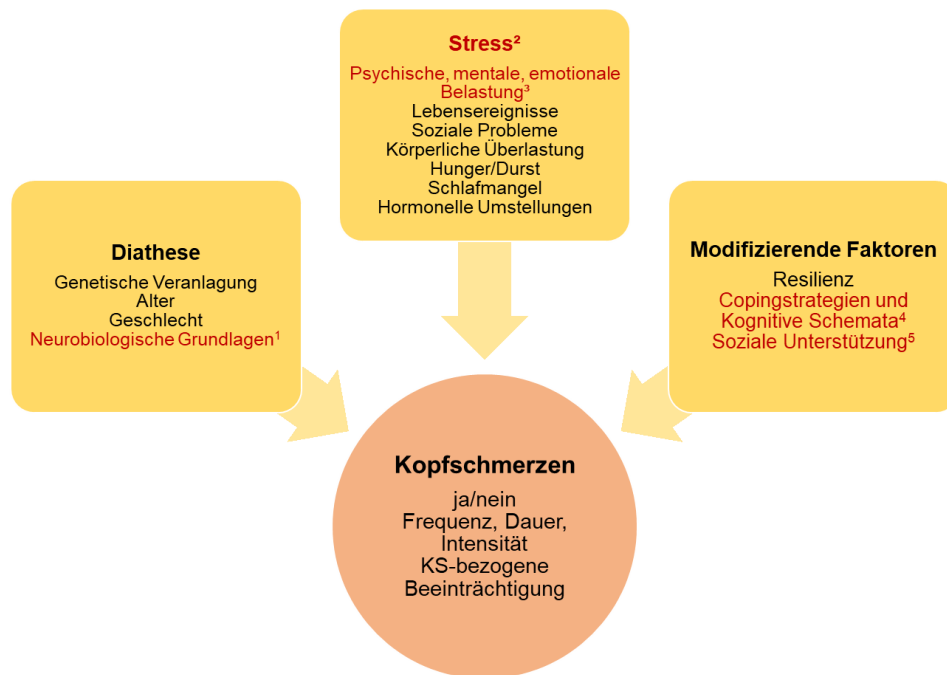 Stress²
Psychische, mentale, emotionale
Belastung³
Lebensereignisse
Soziale Probleme
Körperliche Überlastung
Hunger/Durst
Schlafmangel
Hormonelle Umstellungen
Diathese
Genetische Veranlagung
Alter
Geschlecht
Neurobiologische Grundlagen¹
Modifizierende Faktoren
Resilienz
Copingstrategien und
Kognitive Schemata⁴
Soziale Unterstützung⁵
Kopfschmerzen
ja/nein
Frequenz, Dauer,
Intensität
KS-bezogene
Beeinträchtigung